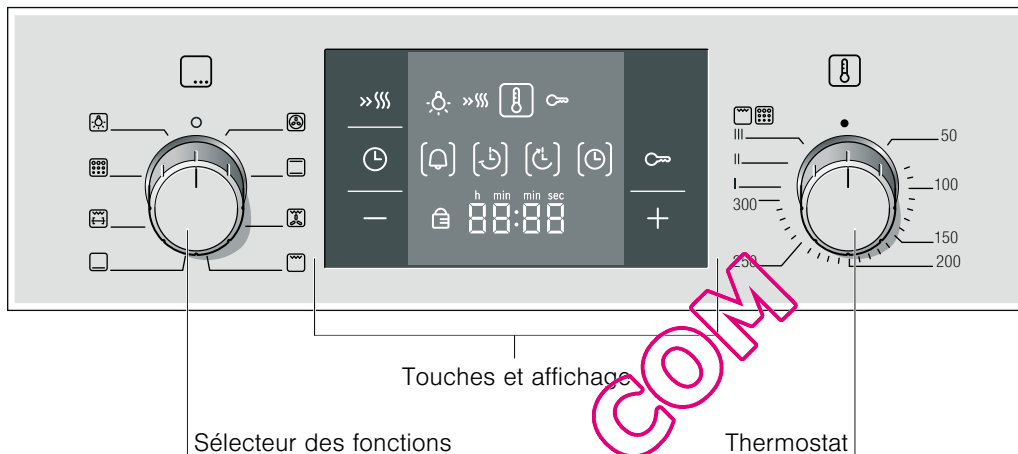 h min min sec
88:88
III
II
I
300
250
50
100
150
200
Touches et affichage
Sélecteur des fonctions
Thermostat
COM